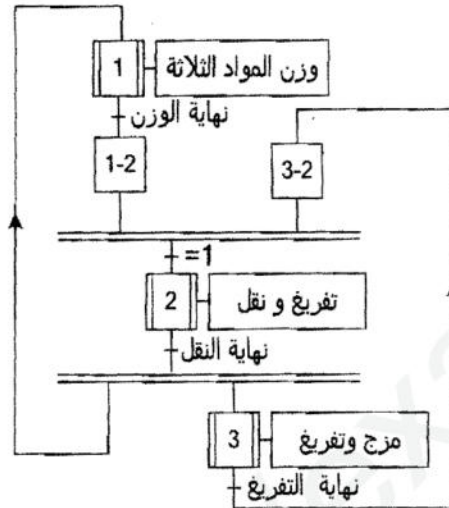 1
وزن المواد الثلاثة
نهاية الوزن
1-2
3-2
=1
2
تفريغ و نقل
نهاية النقل
3
مزج وتفريغ
نهاية التفريغ